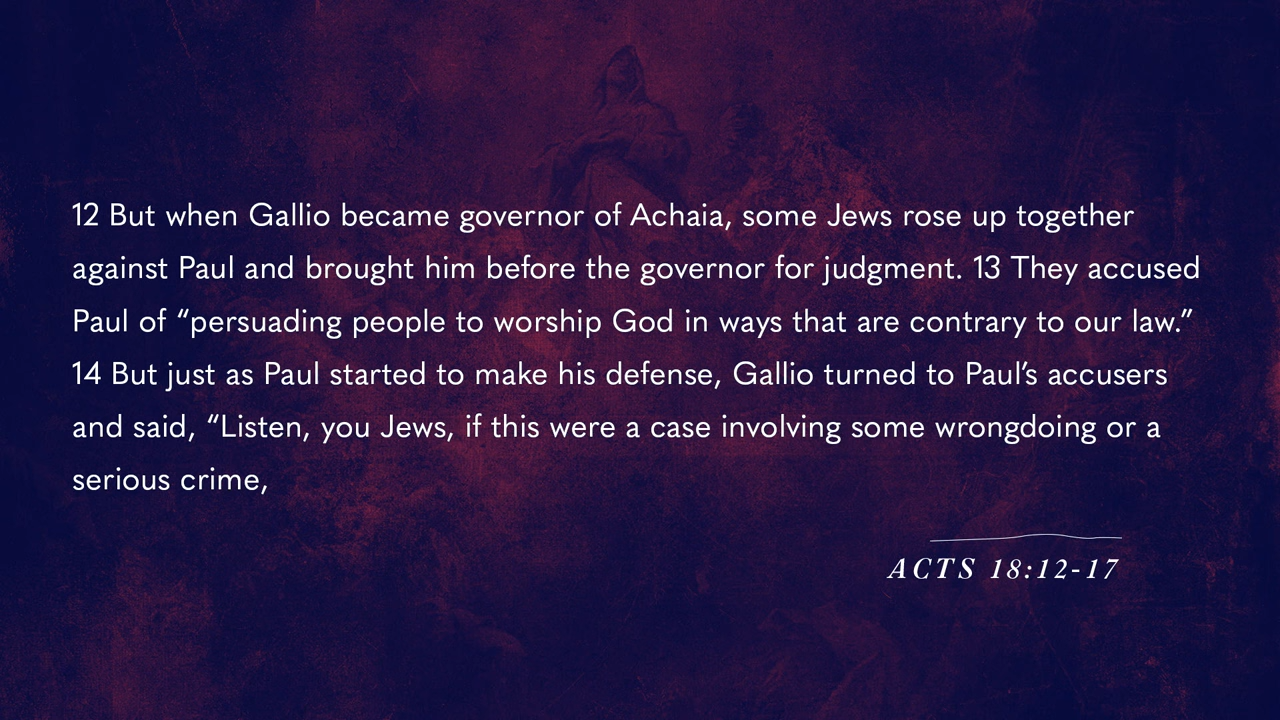 12 But when Gallio became governor of Achaia, some Jews rose up together
against Paul and brought him before the governor for judgment. 13 They accused
Paul of “persuading people to worship God in ways that are contrary to our law.”
14 But just as Paul started to make his defense, Gallio turned to Paul’s accusers
and said, “Listen, you Jews, if this were a case involving some wrongdoing or a
serious crime,
ACTS 18:12-17